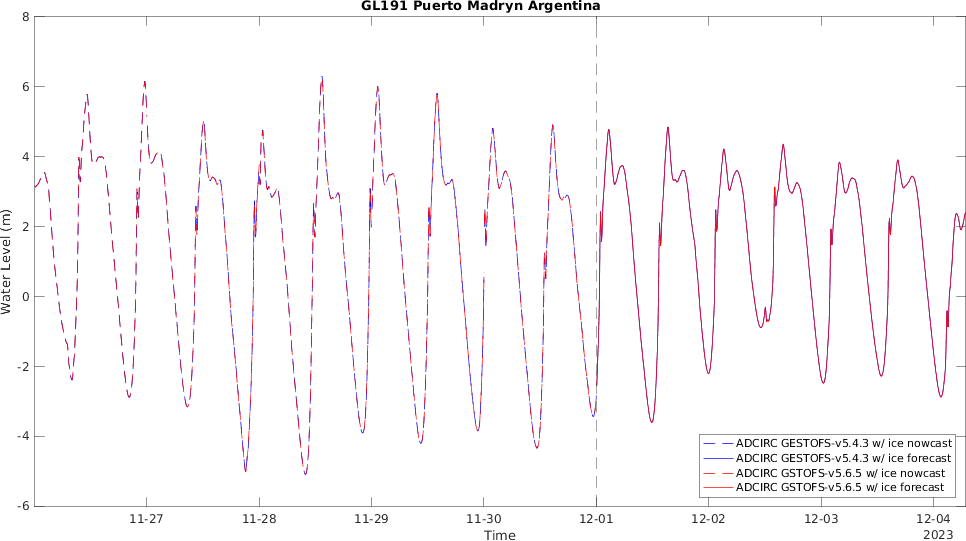 GL191 Puerto Madryn Argentina
8
6
4
2
0
-2
-4
-6
Water Level (m)
ADCIRC GESTOFS-v5.4.3 w/ ice nowcast
ADCIRC GESTOFS-v5.4.3 w/ ice forecast
ADCIRC GSTOFS-v5.6.5 w/ ice nowcast
ADCIRC GSTOFS-v5.6.5 w/ ice forecast
11-27
11-28
11-29
11-30
12-01
12-02
12-03
12-04
Time
2023